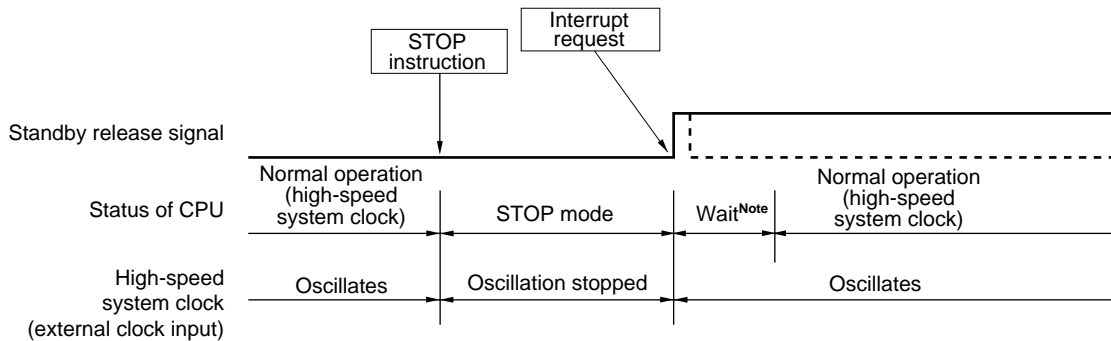 Interrupt
request
STOP
instruction
Standby release signal
Normal operation
(high-speed
system clock)
Normal operation
(high-speed
system clock)
Status of CPU
STOP mode
WaitNote
High-speed
system clock
(external clock input)
Oscillates
Oscillation stopped
Oscillates